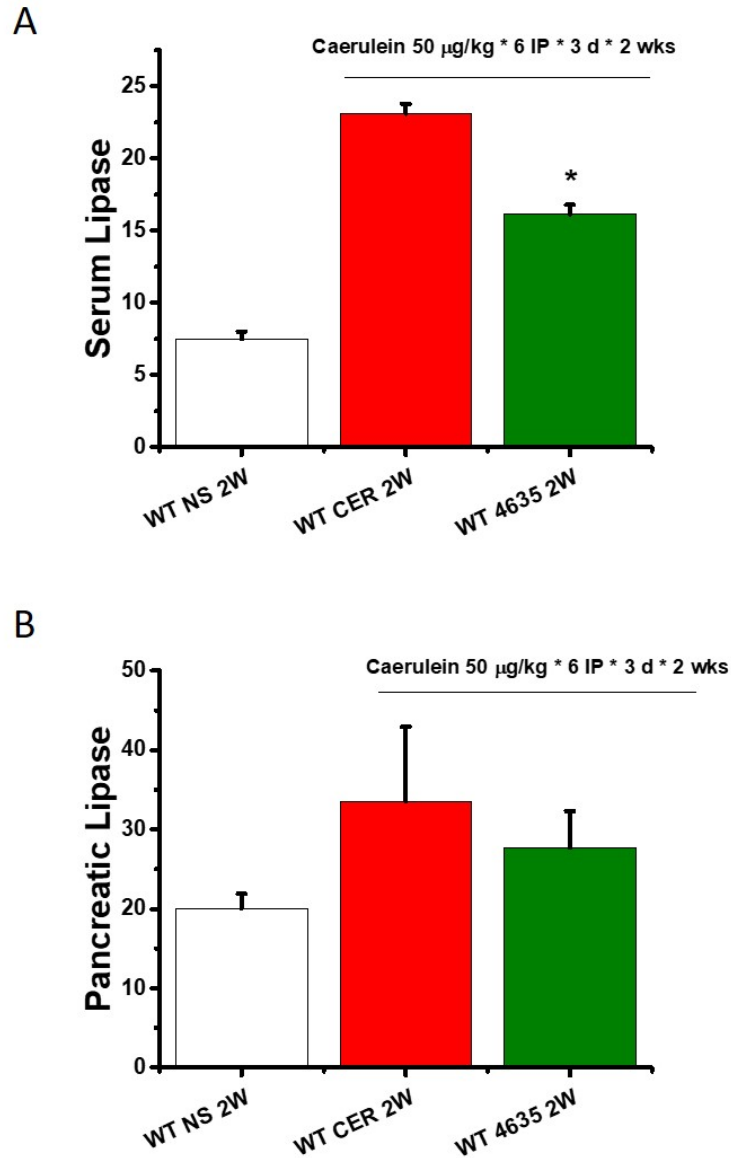 A
Caerulein 50 μg/kg * 6 IP * 3 d * 2 wks
Serum Lipase
25
20
15
10
5
0
*
WT NS 2W
WT CER 2W
WT 4635 2W
B
Caerulein 50 μg/kg * 6 IP * 3 d * 2 wks
Pancreatic Lipase
50
40
30
20
10
0
WT NS 2W
WT CER 2W
WT 4635 2W